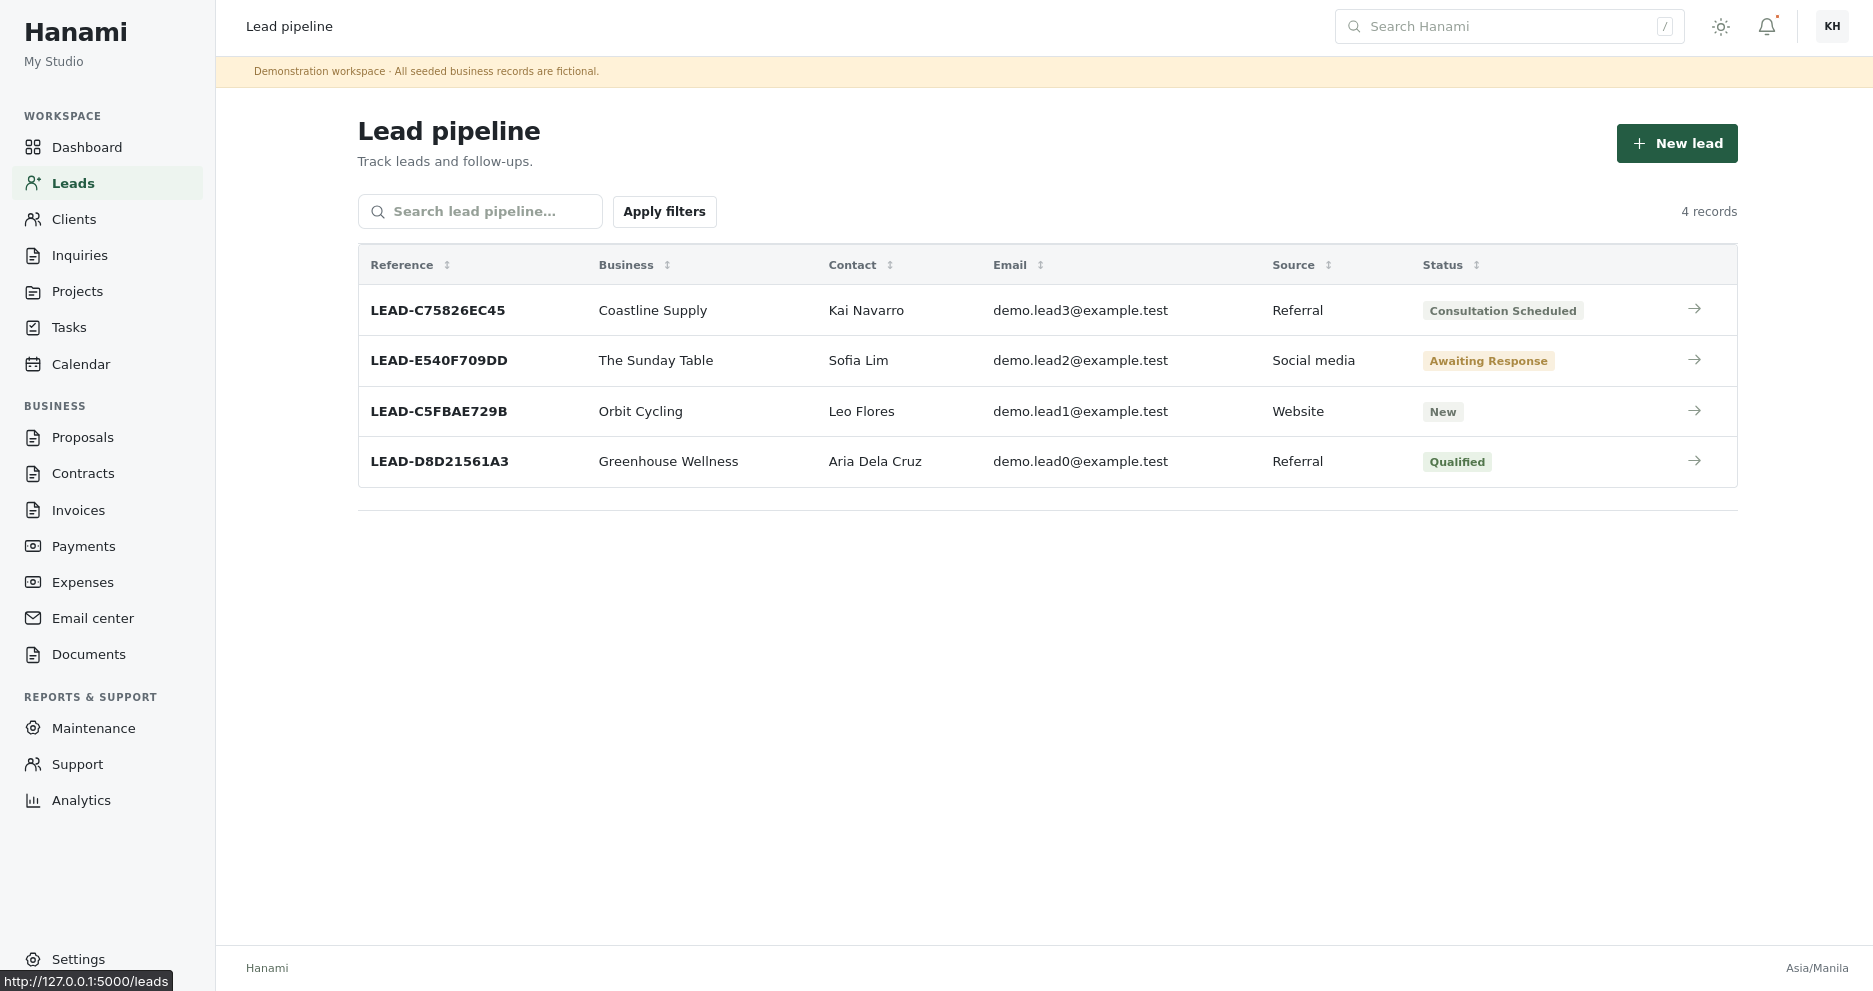 Hanami
My Studio
WORKSPACE
Dashboard
Leads
Clients
Inquiries
Projects
Tasks
Calendar
BUSINESS
Proposals
Contracts
Invoices
Payments
Expenses
Email center
Documents
REPORTS & SUPPORT
Maintenance
Support
Analytics
Settings
http://127.0.0.1:5000/leads
Lead pipeline
Search Hanami /
KH
Demonstration workspace · All seeded business records are fictional.
Lead pipeline
Track leads and follow-ups.
+ New lead
Search lead pipeline…
Apply filters
4 records
Reference ↕ Business ↕ Contact ↕ Email ↕ Source ↕ Status ↕
LEAD-C75826EC45 Coastline Supply Kai Navarro demo.lead3@example.test Referral Consultation Scheduled →
LEAD-E540F709DD The Sunday Table Sofia Lim demo.lead2@example.test Social media Awaiting Response →
LEAD-C5FBAE729B Orbit Cycling Leo Flores demo.lead1@example.test Website New →
LEAD-D8D21561A3 Greenhouse Wellness Aria Dela Cruz demo.lead0@example.test Referral Qualified →
Hanami
Asia/Manila